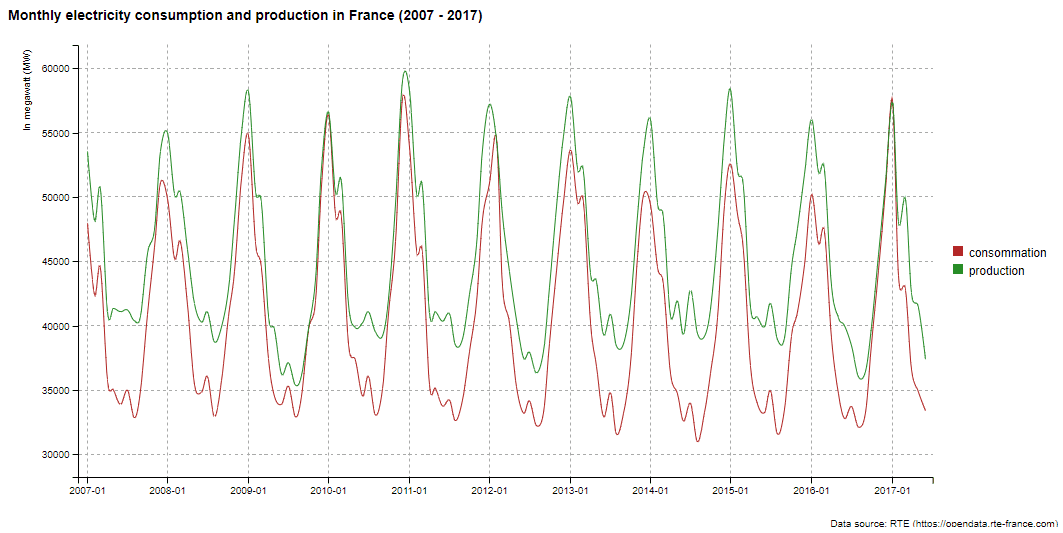 Monthly electricity consumption and production in France (2007 - 2017)
In megawatt (MW)
60000
55000
50000
45000
40000
35000
30000
2007-01 2008-01 2009-01 2010-01 2011-01 2012-01 2013-01 2014-01 2015-01 2016-01 2017-01
consommation
production
Data source: RTE (https://opendata.rte-france.com)